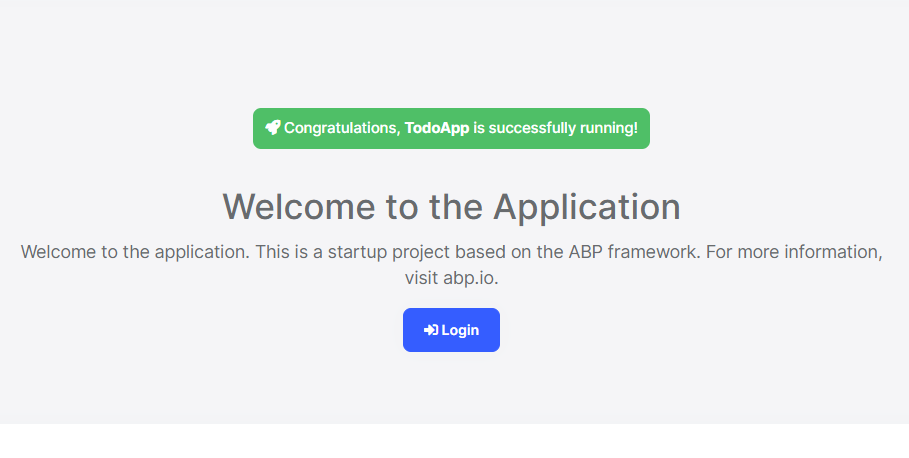 Congratulations, TodoApp is successfully running!
Welcome to the Application
Welcome to the application. This is a startup project based on the ABP framework. For more information,
visit abp.io.
Login